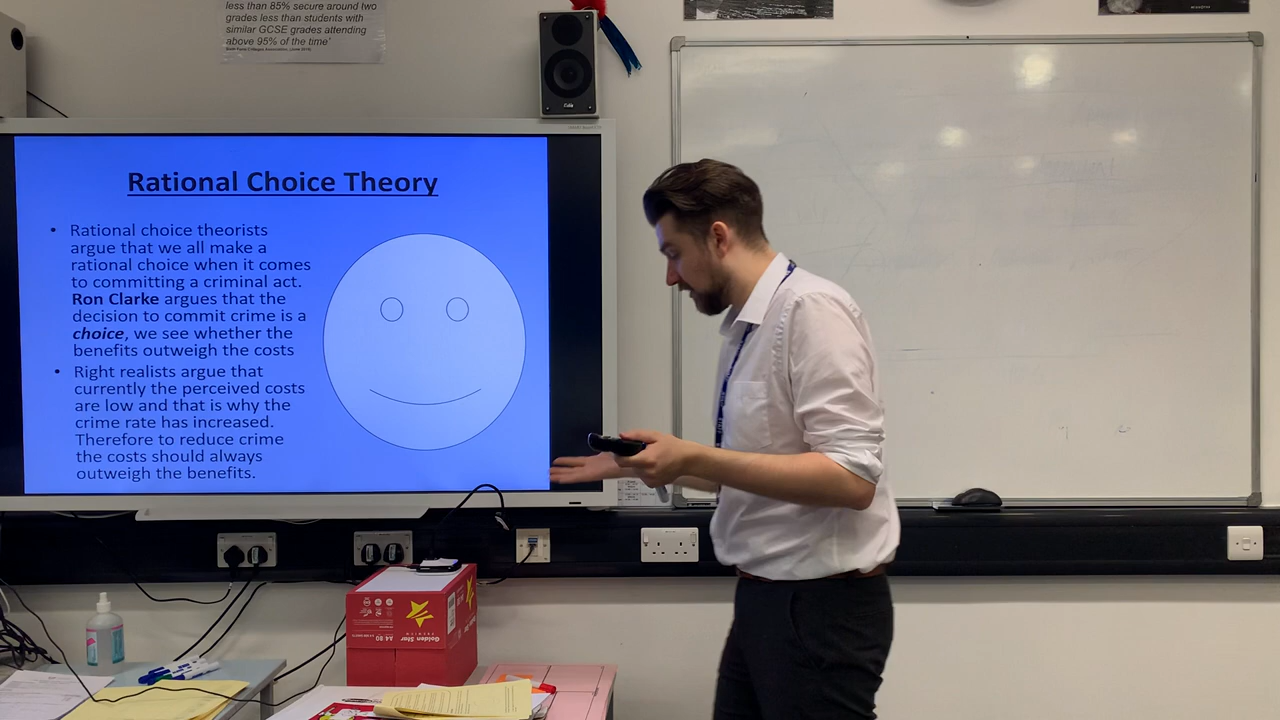 less than 85% secure around two
grades less than students with
similar GCSE grades attending
above 95% of the time'
Rational Choice Theory
• Rational choice theorists
argue that we all make a
rational choice when it comes
to committing a criminal act.
Ron Clarke argues that the
decision to commit crime is a
choice, we see whether the
benefits outweigh the costs
• Right realists argue that
currently the perceived costs
are low and that is why the
crime rate has increased.
Therefore to reduce crime
the costs should always
outweigh the benefits.
Golden Star
PREMIUM
A4 80